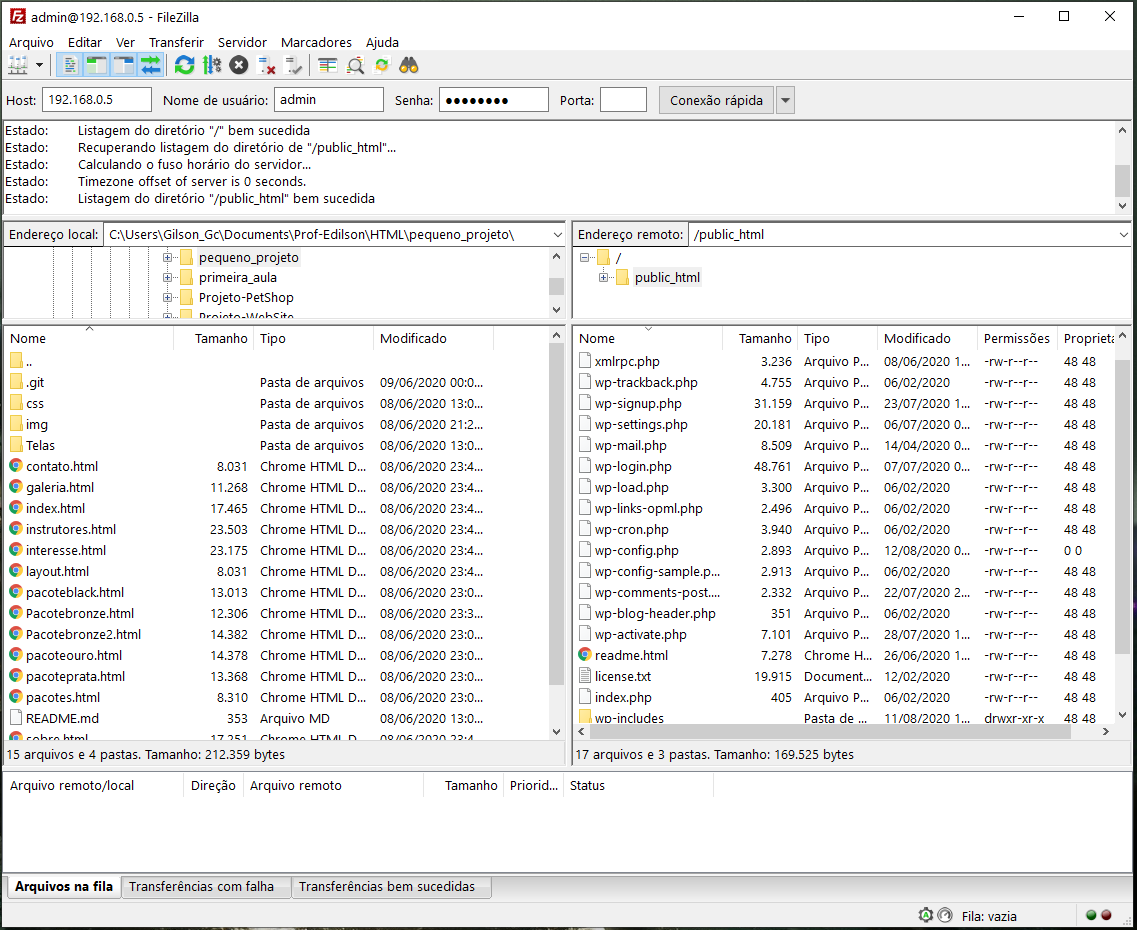 admin@192.168.0.5 - FileZilla
Arquivo Editar Ver Transferir Servidor Marcadores Ajuda
Host: 192.168.0.5 Nome de usuário: admin Senha: ●●●●●●●● Porta: Conexão rápida
Estado: Listagem do diretório "/" bem sucedida
Estado: Recuperando listagem do diretório de "/public_html"...
Estado: Calculando o fuso horário do servidor...
Estado: Timezone offset of server is 0 seconds.
Estado: Listagem do diretório "/public_html" bem sucedida
Endereço local: C:\Users\Gilson_Gc\Documents\Prof-Edilson\HTML\pequeno_projeto\
pequeno_projeto
primeira_aula
Projeto-PetShop
Projeto-WebSite
Nome Tamanho Tipo Modificado
..
.git Pasta de arquivos 09/06/2020 00:0...
css Pasta de arquivos 08/06/2020 13:0...
img Pasta de arquivos 08/06/2020 21:2...
Telas Pasta de arquivos 08/06/2020 13:0...
contato.html 8.031 Chrome HTML D... 08/06/2020 23:4...
galeria.html 11.268 Chrome HTML D... 08/06/2020 23:4...
index.html 17.465 Chrome HTML D... 08/06/2020 23:4...
instrutores.html 23.503 Chrome HTML D... 08/06/2020 23:4...
interesse.html 23.175 Chrome HTML D... 08/06/2020 23:4...
layout.html 8.031 Chrome HTML D... 08/06/2020 23:4...
pacoteblack.html 13.013 Chrome HTML D... 08/06/2020 23:0...
Pacotebronze.html 12.306 Chrome HTML D... 08/06/2020 23:3...
Pacotebronze2.html 14.382 Chrome HTML D... 08/06/2020 23:0...
pacoteouro.html 14.378 Chrome HTML D... 08/06/2020 23:0...
pacoteprata.html 13.368 Chrome HTML D... 08/06/2020 23:0...
pacotes.html 8.310 Chrome HTML D... 08/06/2020 23:0...
README.md 353 Arquivo MD 08/06/2020 13:0...
sobre.html 17.251 Chrome HTML D... 08/06/2020 23:4...
15 arquivos e 4 pastas. Tamanho: 212.359 bytes
Endereço remoto: /public_html
/
public_html
Nome Tamanho Tipo Modificado Permissões Proprietá
xmlrpc.php 3.236 Arquivo P... 08/06/2020 1... -rw-r--r-- 48 48
wp-trackback.php 4.755 Arquivo P... 06/02/2020 -rw-r--r-- 48 48
wp-signup.php 31.159 Arquivo P... 23/07/2020 1... -rw-r--r-- 48 48
wp-settings.php 20.181 Arquivo P... 06/07/2020 0... -rw-r--r-- 48 48
wp-mail.php 8.509 Arquivo P... 14/04/2020 0... -rw-r--r-- 48 48
wp-login.php 48.761 Arquivo P... 07/07/2020 0... -rw-r--r-- 48 48
wp-load.php 3.300 Arquivo P... 06/02/2020 -rw-r--r-- 48 48
wp-links-opml.php 2.496 Arquivo P... 06/02/2020 -rw-r--r-- 48 48
wp-cron.php 3.940 Arquivo P... 06/02/2020 -rw-r--r-- 48 48
wp-config.php 2.893 Arquivo P... 12/08/2020 0... -rw-r--r-- 0 0
wp-config-sample.p... 2.913 Arquivo P... 06/02/2020 -rw-r--r-- 48 48
wp-comments-post.... 2.332 Arquivo P... 22/07/2020 2... -rw-r--r-- 48 48
wp-blog-header.php 351 Arquivo P... 06/02/2020 -rw-r--r-- 48 48
wp-activate.php 7.101 Arquivo P... 28/07/2020 1... -rw-r--r-- 48 48
readme.html 7.278 Chrome H... 26/06/2020 1... -rw-r--r-- 48 48
license.txt 19.915 Document... 12/02/2020 -rw-r--r-- 48 48
index.php 405 Arquivo P... 06/02/2020 -rw-r--r-- 48 48
wp-includes Pasta de ... 11/08/2020 1... drwxr-xr-x 48 48
17 arquivos e 3 pastas. Tamanho: 169.525 bytes
Arquivo remoto/local Direção Arquivo remoto Tamanho Priorid... Status
Arquivos na fila Transferências com falha Transferências bem sucedidas
Fila: vazia